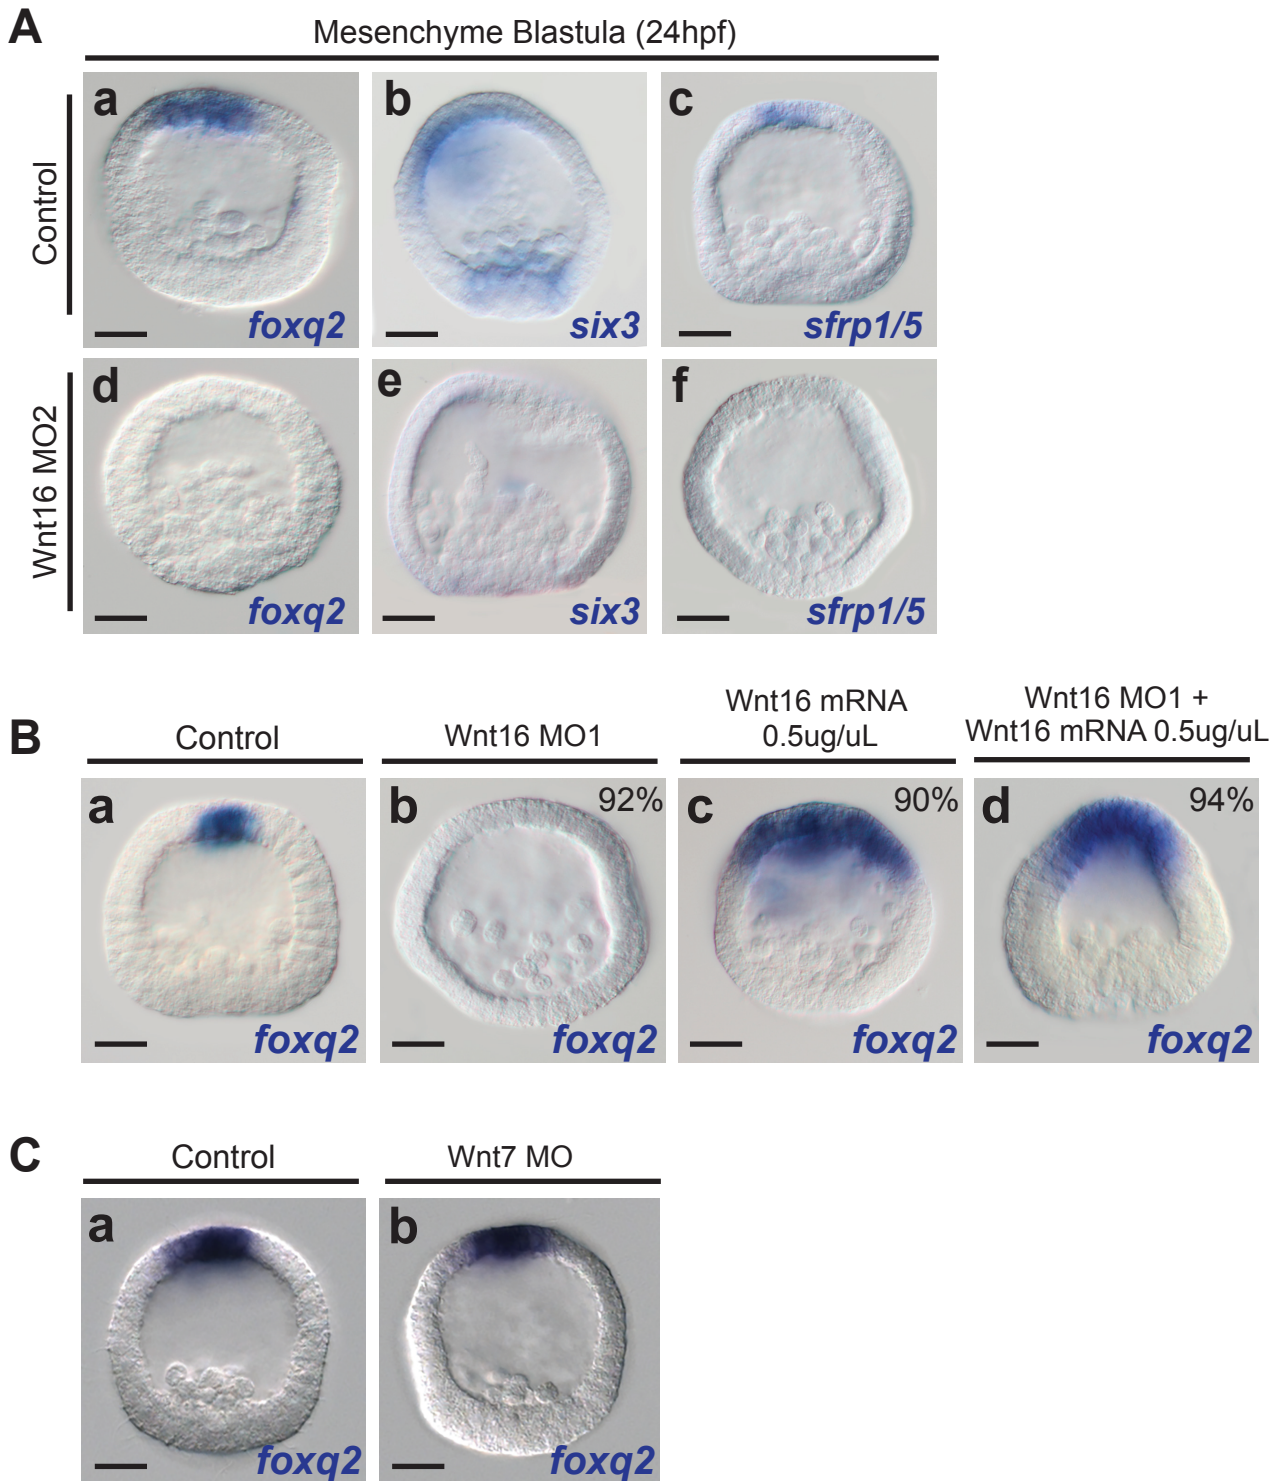 A
Mesenchyme Blastula (24hpf)
Control
a
foxq2
b
six3
c
sfrp1/5
Wnt16 MO2
d
foxq2
e
six3
f
sfrp1/5
B
Control
Wnt16 MO1
Wnt16 mRNA
0.5ug/uL
Wnt16 MO1 +
Wnt16 mRNA 0.5ug/uL
a
foxq2
b
92%
foxq2
c
90%
foxq2
d
94%
foxq2
C
Control
Wnt7 MO
a
foxq2
b
foxq2